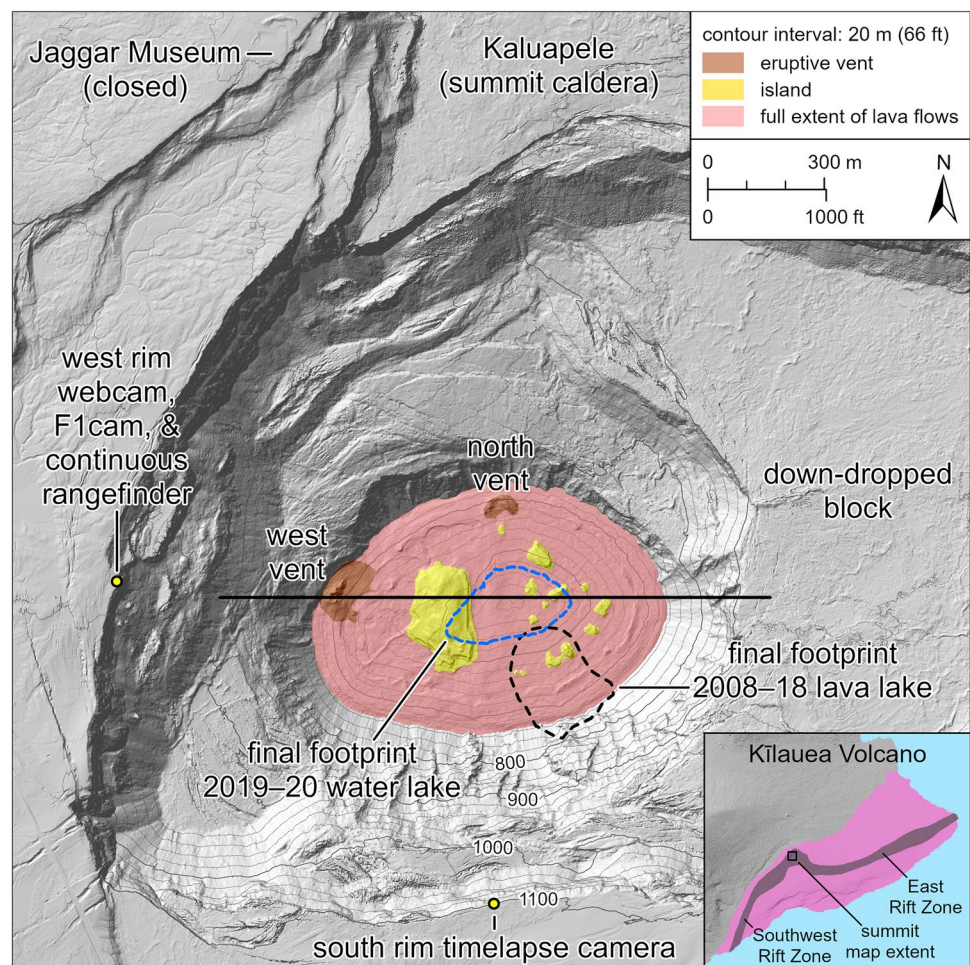 Jaggar Museum
(closed)
Kaluapele
(summit caldera)
contour interval: 20 m (66 ft)
eruptive vent
island
full extent of lava flows
0 300 m
0 1000 ft
N
west rim
webcam,
F1cam, &
continuous
rangefinder
north
vent
west
vent
down-dropped
block
final footprint
2008–18 lava lake
final footprint
2019–20 water lake
800
900
1000
1100
south rim timelapse camera
Kīlauea Volcano
East
Rift Zone
summit
map extent
Southwest
Rift Zone